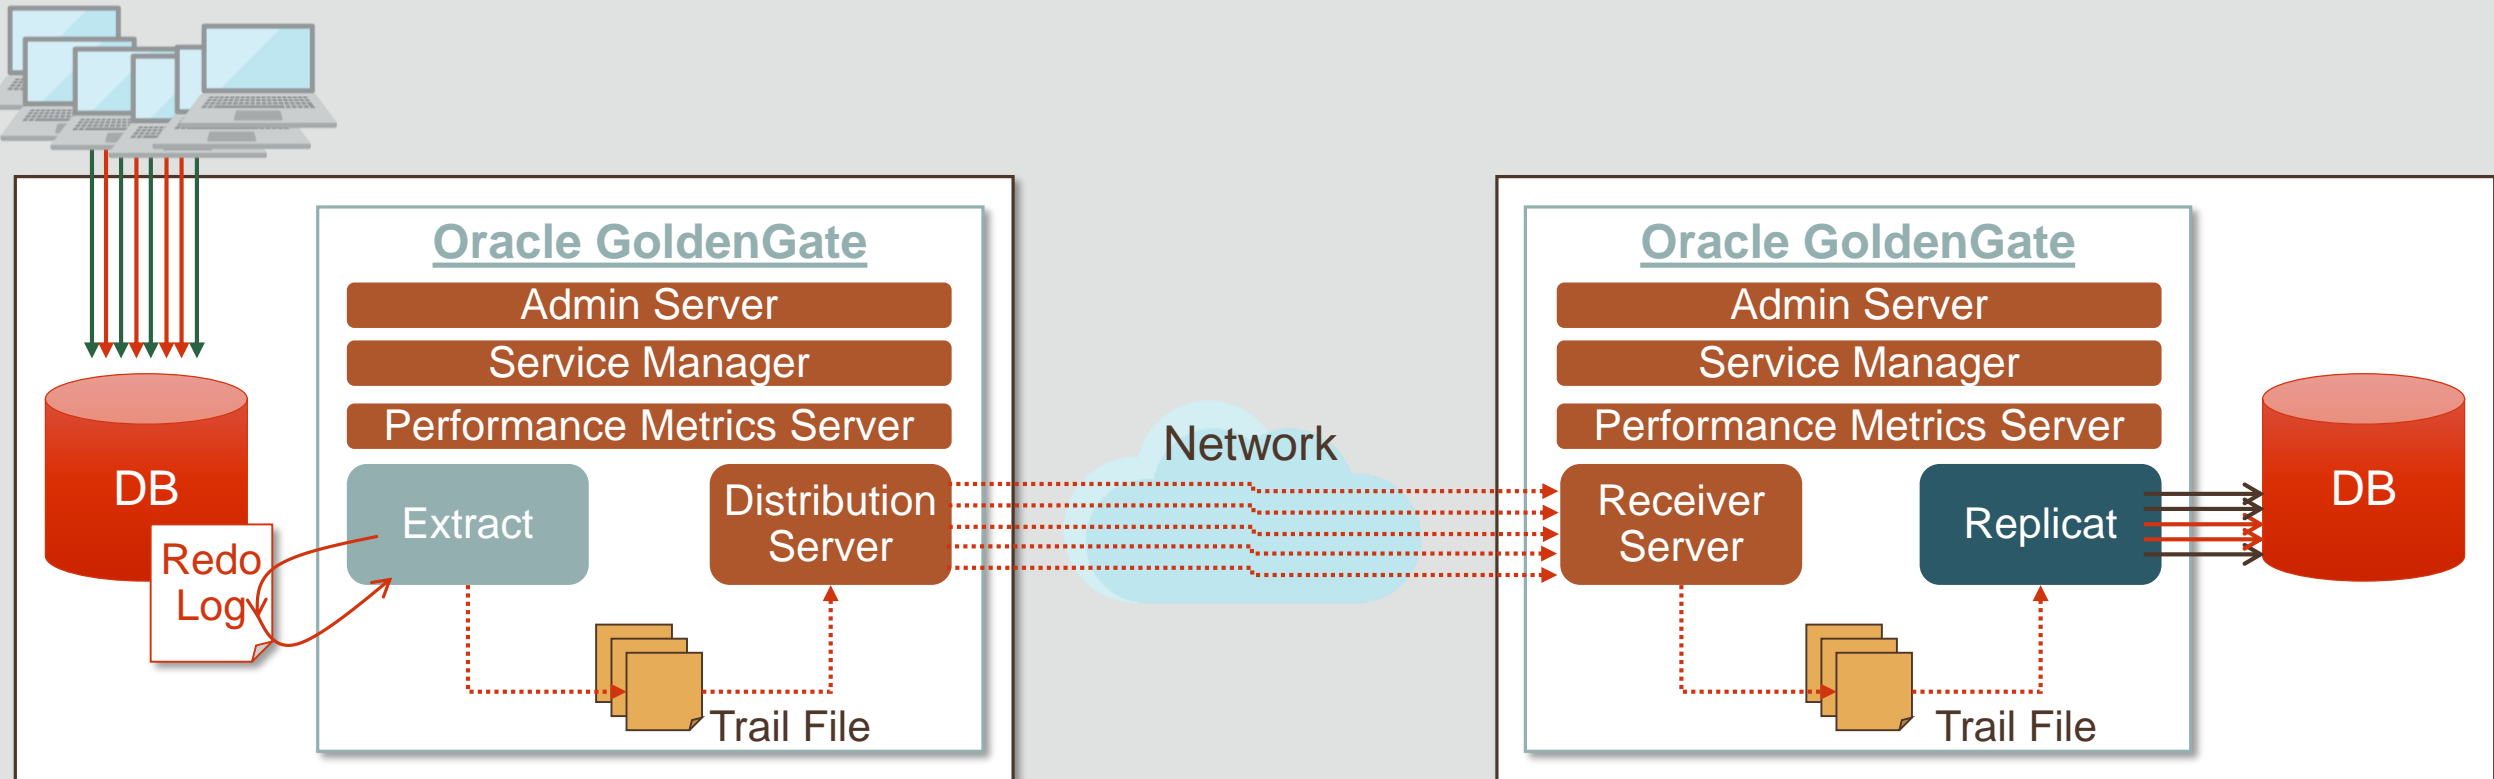 Oracle GoldenGate
Admin Server
Service Manager
Performance Metrics Server
DB
Redo
Log
Extract
Distribution
Server
Trail File
Network
Oracle GoldenGate
Admin Server
Service Manager
Performance Metrics Server
Receiver
Server
Replicat
Trail File
DB